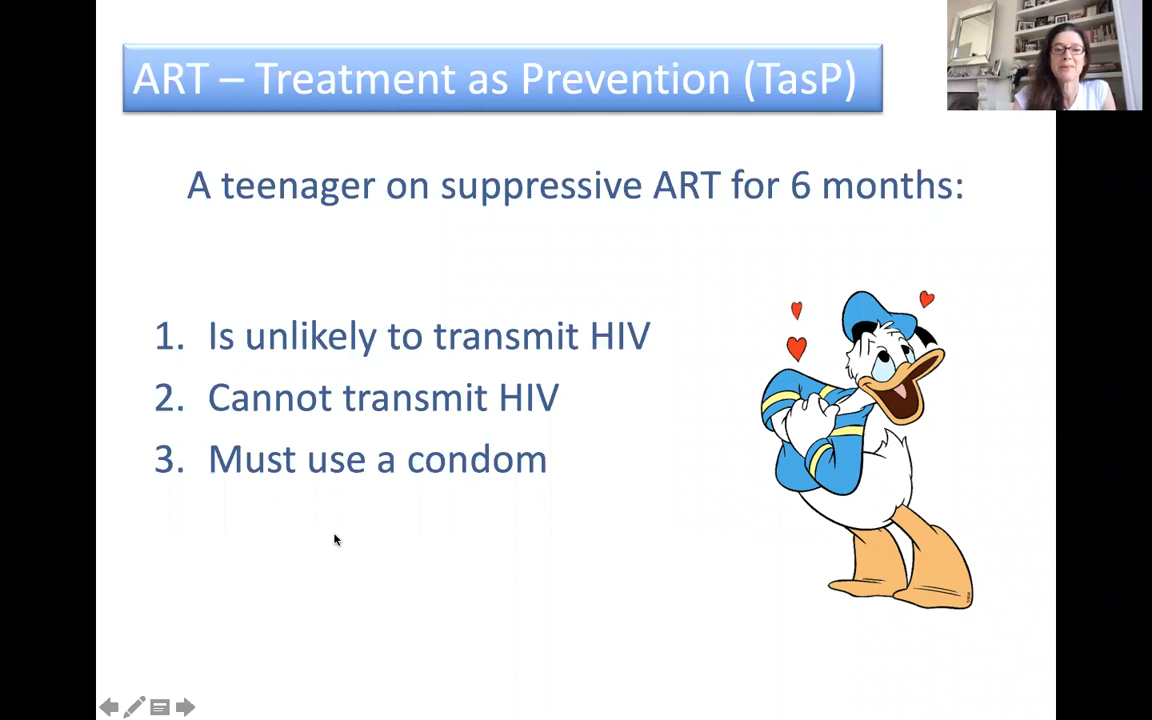 ART – Treatment as Prevention (TasP)
A teenager on suppressive ART for 6 months:
1. Is unlikely to transmit HIV
2. Cannot transmit HIV
3. Must use a condom